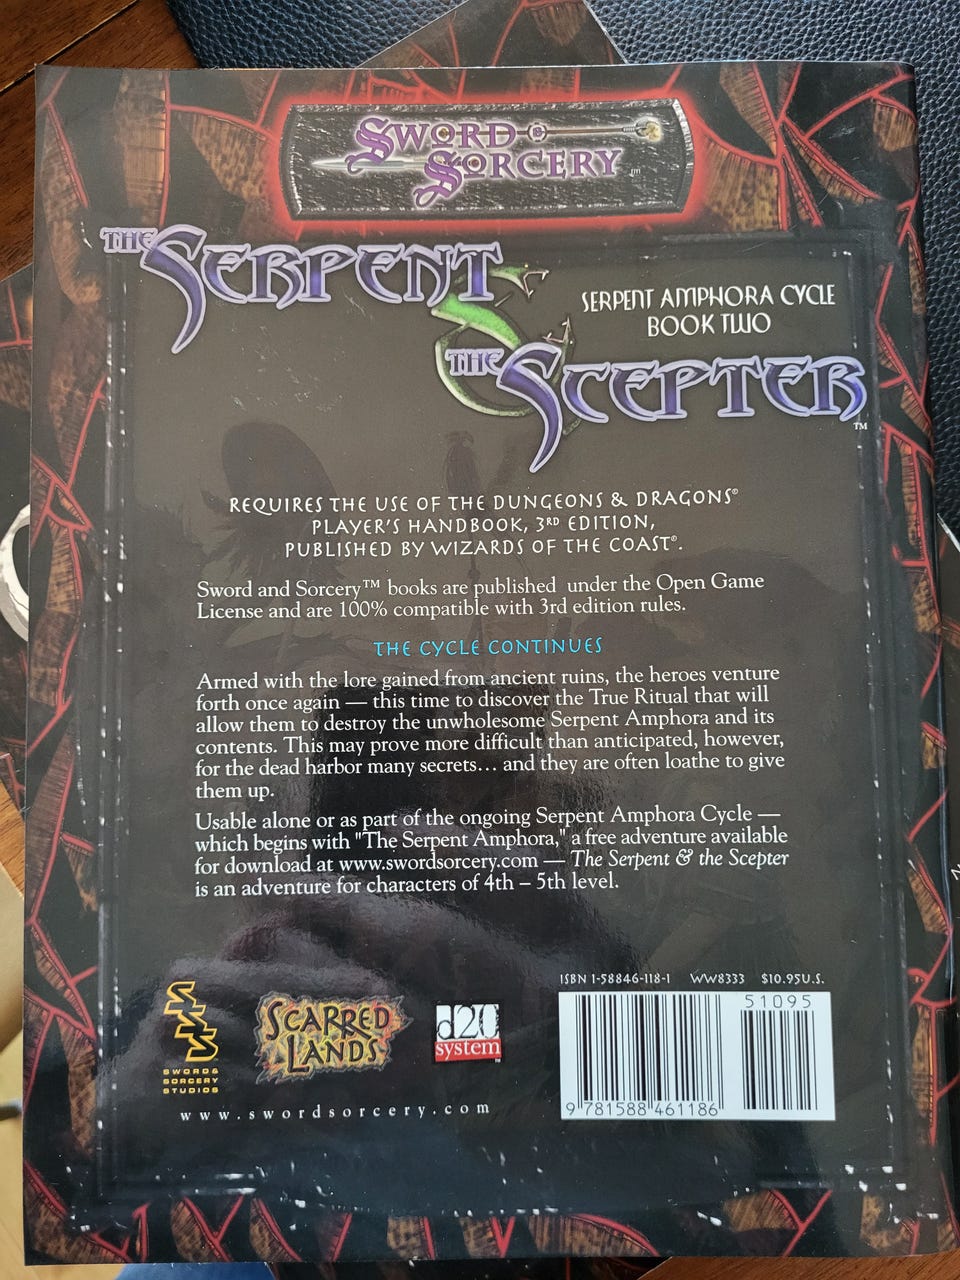 SWORD & SORCERY™
THE SERPENT
& THE SCEPTER™
SERPENT AMPHORA CYCLE
BOOK TWO
REQUIRES THE USE OF THE DUNGEONS & DRAGONS®
PLAYER'S HANDBOOK, 3RD EDITION,
PUBLISHED BY WIZARDS OF THE COAST®.
Sword and Sorcery™ books are published under the Open Game
License and are 100% compatible with 3rd edition rules.
THE CYCLE CONTINUES
Armed with the lore gained from ancient ruins, the heroes venture
forth once again — this time to discover the True Ritual that will
allow them to destroy the unwholesome Serpent Amphora and its
contents. This may prove more difficult than anticipated, however,
for the dead harbor many secrets... and they are often loathe to give
them up.
Usable alone or as part of the ongoing Serpent Amphora Cycle —
which begins with "The Serpent Amphora," a free adventure available
for download at www.swordsorcery.com — The Serpent & the Scepter
is an adventure for characters of 4th – 5th level.
ISBN 1-58846-118-1 WW8333 $10.95U.S.
51095
9 781588 461186
SWORD &
SORCERY
STUDIOS
SCARRED
LANDS
d20
system™
www.swordsorcery.com